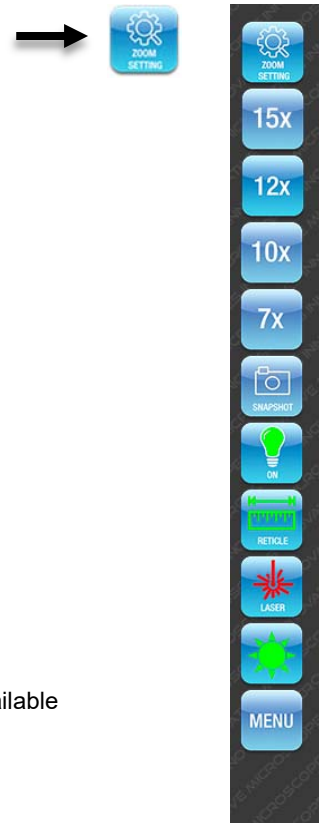 ZOOM
SETTING
ZOOM
SETTING
15x
12x
10x
7x
SNAPSHOT
ON
RETICLE
LASER
ilable
MENU